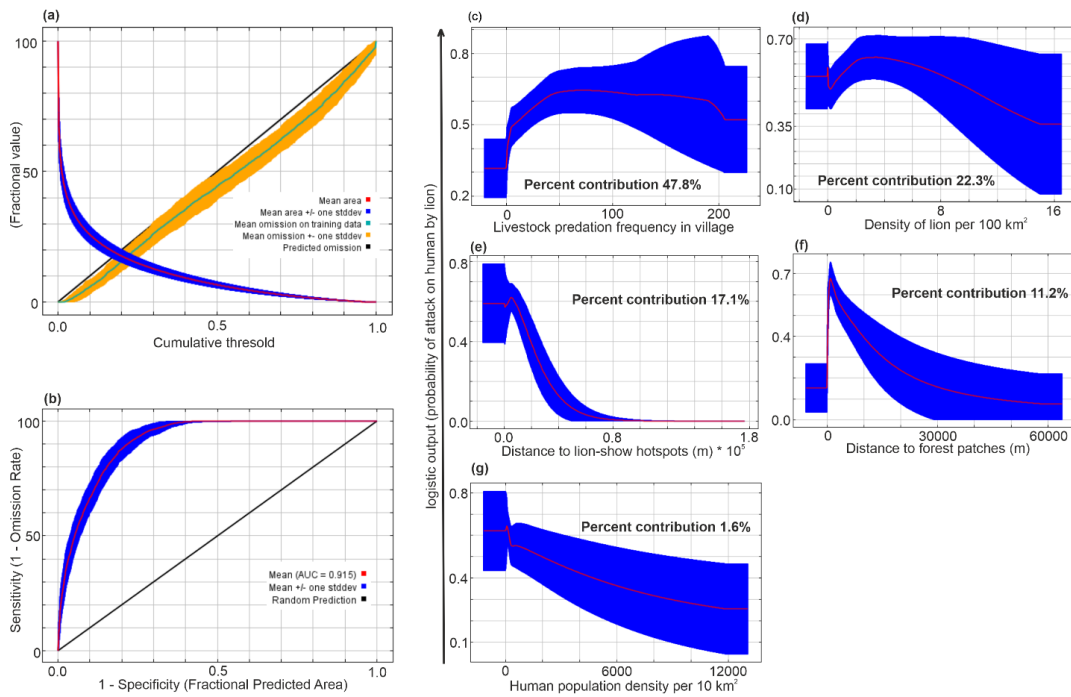 (a)
100
50
0
(Fractional value)
Mean area
Mean area +/- one stddev
Mean omission on training data
Mean omission +- one stddev
Predicted omission
0.0
0.5
1.0
Cumulative thresold
(b)
100
50
0
Sensitivity (1 - Omission Rate)
Mean (AUC = 0.915)
Mean +/- one stddev
Random Prediction
0.0
0.5
1.0
1 - Specificity (Fractional Predicted Area)
logistic output (probability of attack on human by lion)
(c)
0.8
0.5
0.2
Percent contribution 47.8%
0
100
200
Livestock predation frequency in village
(d)
0.70
0.35
0.10
Percent contribution 22.3%
0
8
16
Density of lion per 100 km²
(e)
0.8
0.4
0.0
Percent contribution 17.1%
0.0
0.8
1.8
Distance to lion-show hotspots (m) * 10⁵
(f)
0.7
0.4
0.0
Percent contribution 11.2%
0
30000
60000
Distance to forest patches (m)
(g)
0.8
0.4
0.1
Percent contribution 1.6%
0
6000
12000
Human population density per 10 km²